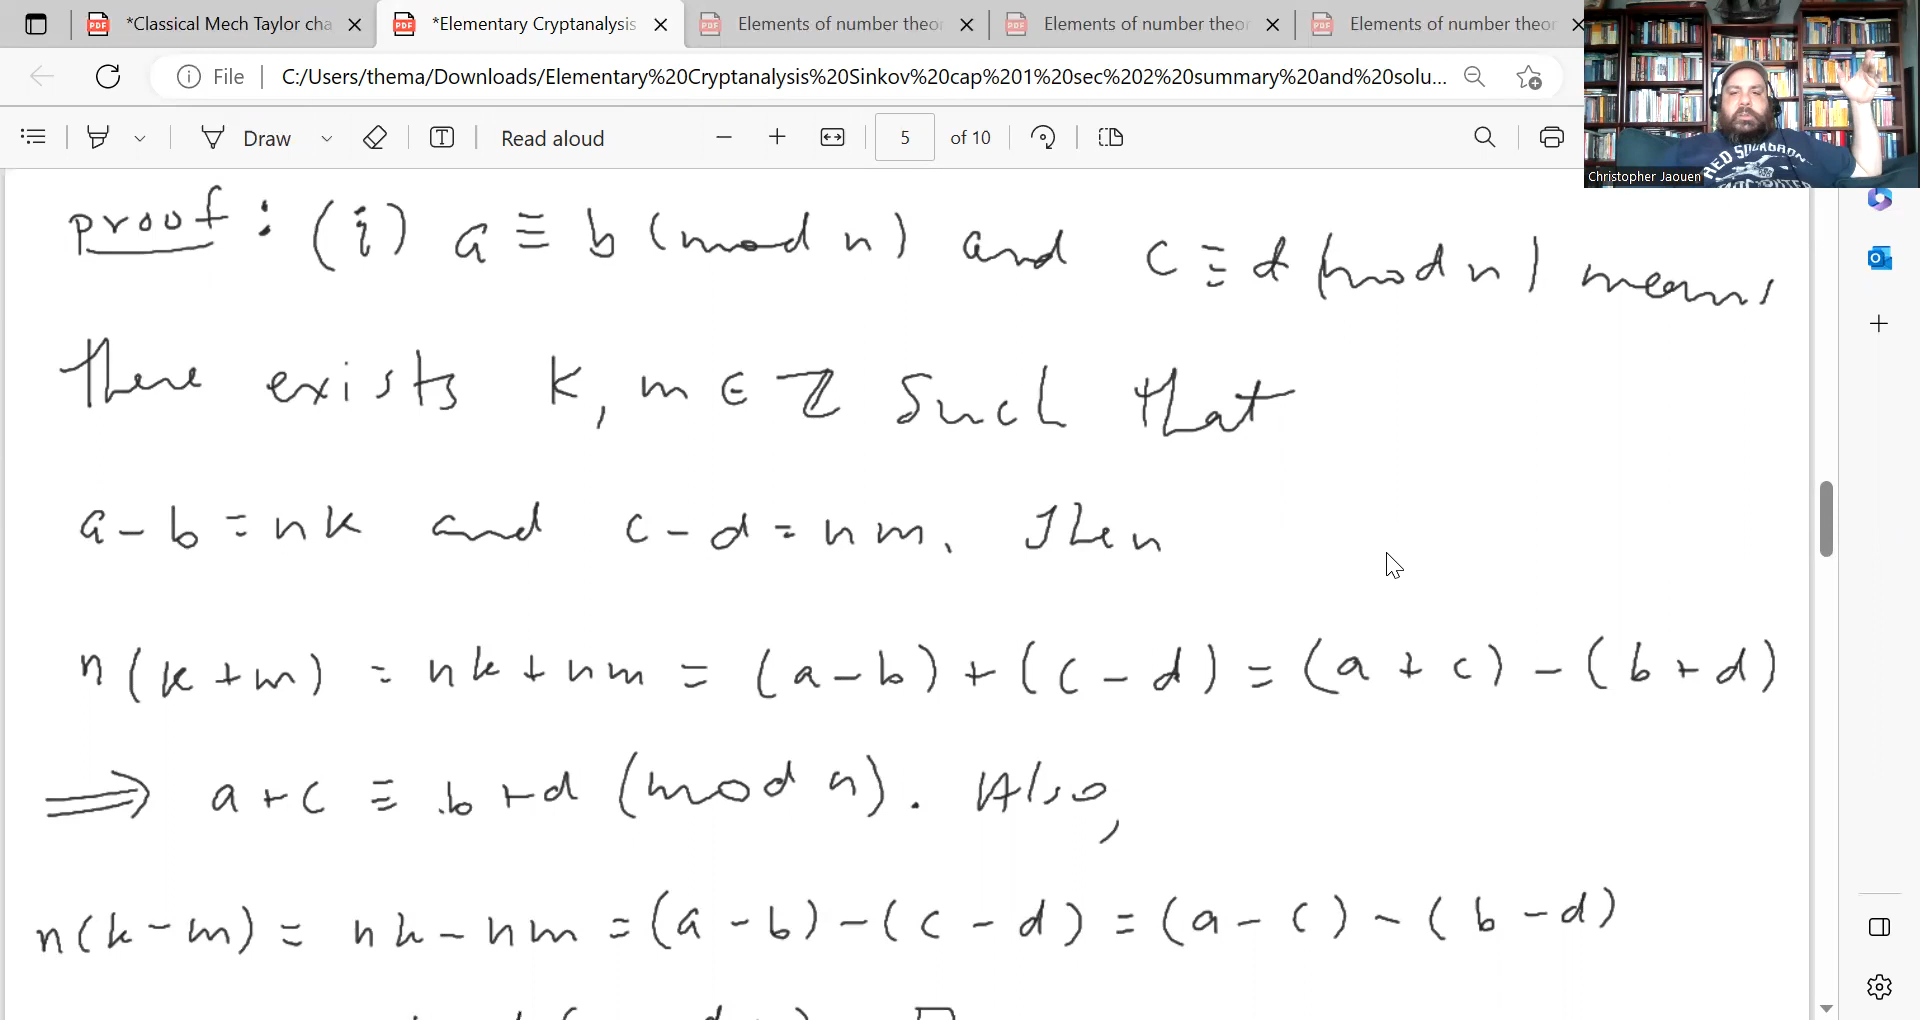 *Classical Mech Taylor cha
*Elementary Cryptanalysis
Elements of number theor
Elements of number theor
Elements of number theor
File
C:/Users/thema/Downloads/Elementary%20Cryptanalysis%20Sinkov%20cap%201%20sec%202%20summary%20and%20solu...
Draw
Read aloud
5 of 10
RED SQUADRON
Christopher Jaouen
proof: (i) a ≡ b (mod n) and c ≡ d (mod n) means
there exists k, m ∈ ℤ such that
a - b = nk and c - d = nm. Then
n(k+m) = nk + nm = (a-b) + (c-d) = (a+c) - (b+d)
⟹ a+c ≡ b+d (mod n). Also,
n(k-m) = nk - nm = (a-b) - (c-d) = (a-c) - (b-d)